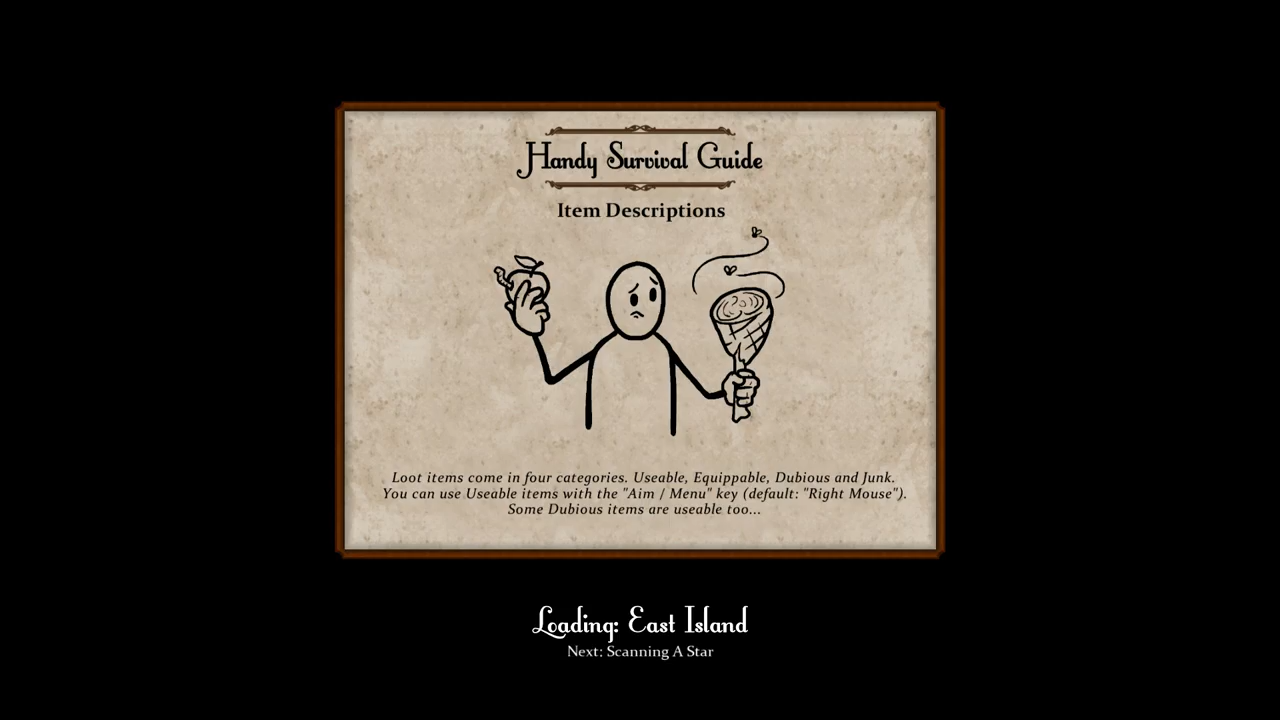 Handy Survival Guide
Item Descriptions
Loot items come in four categories. Useable, Equippable, Dubious and Junk.
You can use Useable items with the "Aim / Menu" key (default: "Right Mouse").
Some Dubious items are useable too...
Loading: East Island
Next: Scanning A Star